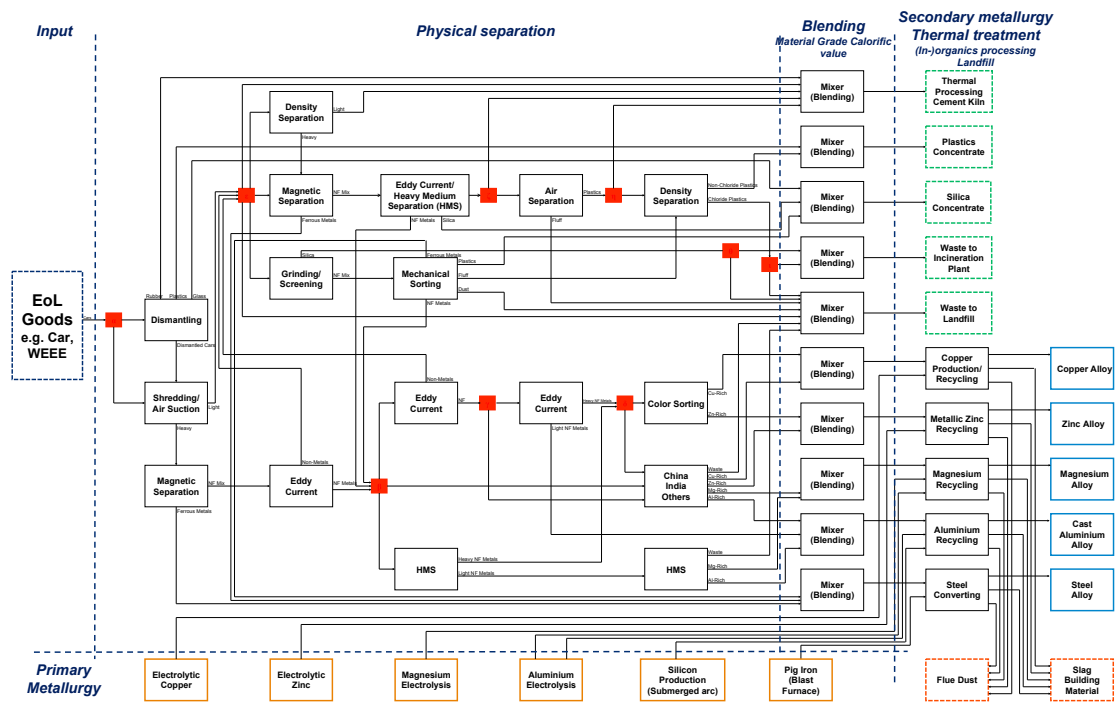 Input
Physical separation
Blending
Material Grade Calorific
value
Secondary metallurgy
Thermal treatment
(In-)organics processing
Landfill
EoL
Goods
e.g. Car,
WEEE
Rubber
Plastics
Glass
Dismantling
Dismantled Cars
Shredding/
Air Suction
Light
Heavy
Magnetic
Separation
NF Mix
Ferrous Metals
Density
Separation
Light
Heavy
Magnetic
Separation
NF Mix
Ferrous Metals
Eddy Current/
Heavy Medium
Separation (HMS)
NF Metals
Silica
Air
Separation
Plastics
Fluff
Density
Separation
Non-Chloride Plastics
Chloride Plastics
Silica
Grinding/
Screening
NF Mix
Ferrous Metals
Mechanical
Sorting
Plastics
Fluff
Dust
NF Metals
Non-Metals
Eddy
Current
NF Metals
Non-Metals
Eddy Current
NF
Eddy
Current
Heavy NF Metals
Light NF Metals
Color Sorting
Cu-Rich
Zn-Rich
China
India
Others
Waste
Cu-Rich
Zn-Rich
Mg-Rich
Al-Rich
HMS
Heavy NF Metals
Light NF Metals
HMS
Waste
Mg-Rich
Al-Rich
Mixer
(Blending)
Mixer
(Blending)
Mixer
(Blending)
Mixer
(Blending)
Mixer
(Blending)
Mixer
(Blending)
Mixer
(Blending)
Mixer
(Blending)
Mixer
(Blending)
Mixer
(Blending)
Thermal
Processing
Cement Kiln
Plastics
Concentrate
Silica
Concentrate
Waste to
Incineration
Plant
Waste to
Landfill
Copper
Production/
Recycling
Copper Alloy
Metallic Zinc
Recycling
Zinc Alloy
Magnesium
Recycling
Magnesium
Alloy
Aluminium
Recycling
Cast
Aluminium
Alloy
Steel
Converting
Steel
Alloy
Primary
Metallurgy
Electrolytic
Copper
Electrolytic
Zinc
Magnesium
Electrolysis
Aluminium
Electrolysis
Silicon
Production
(Submerged arc)
Pig Iron
(Blast
Furnace)
Flue Dust
Slag
Building
Material